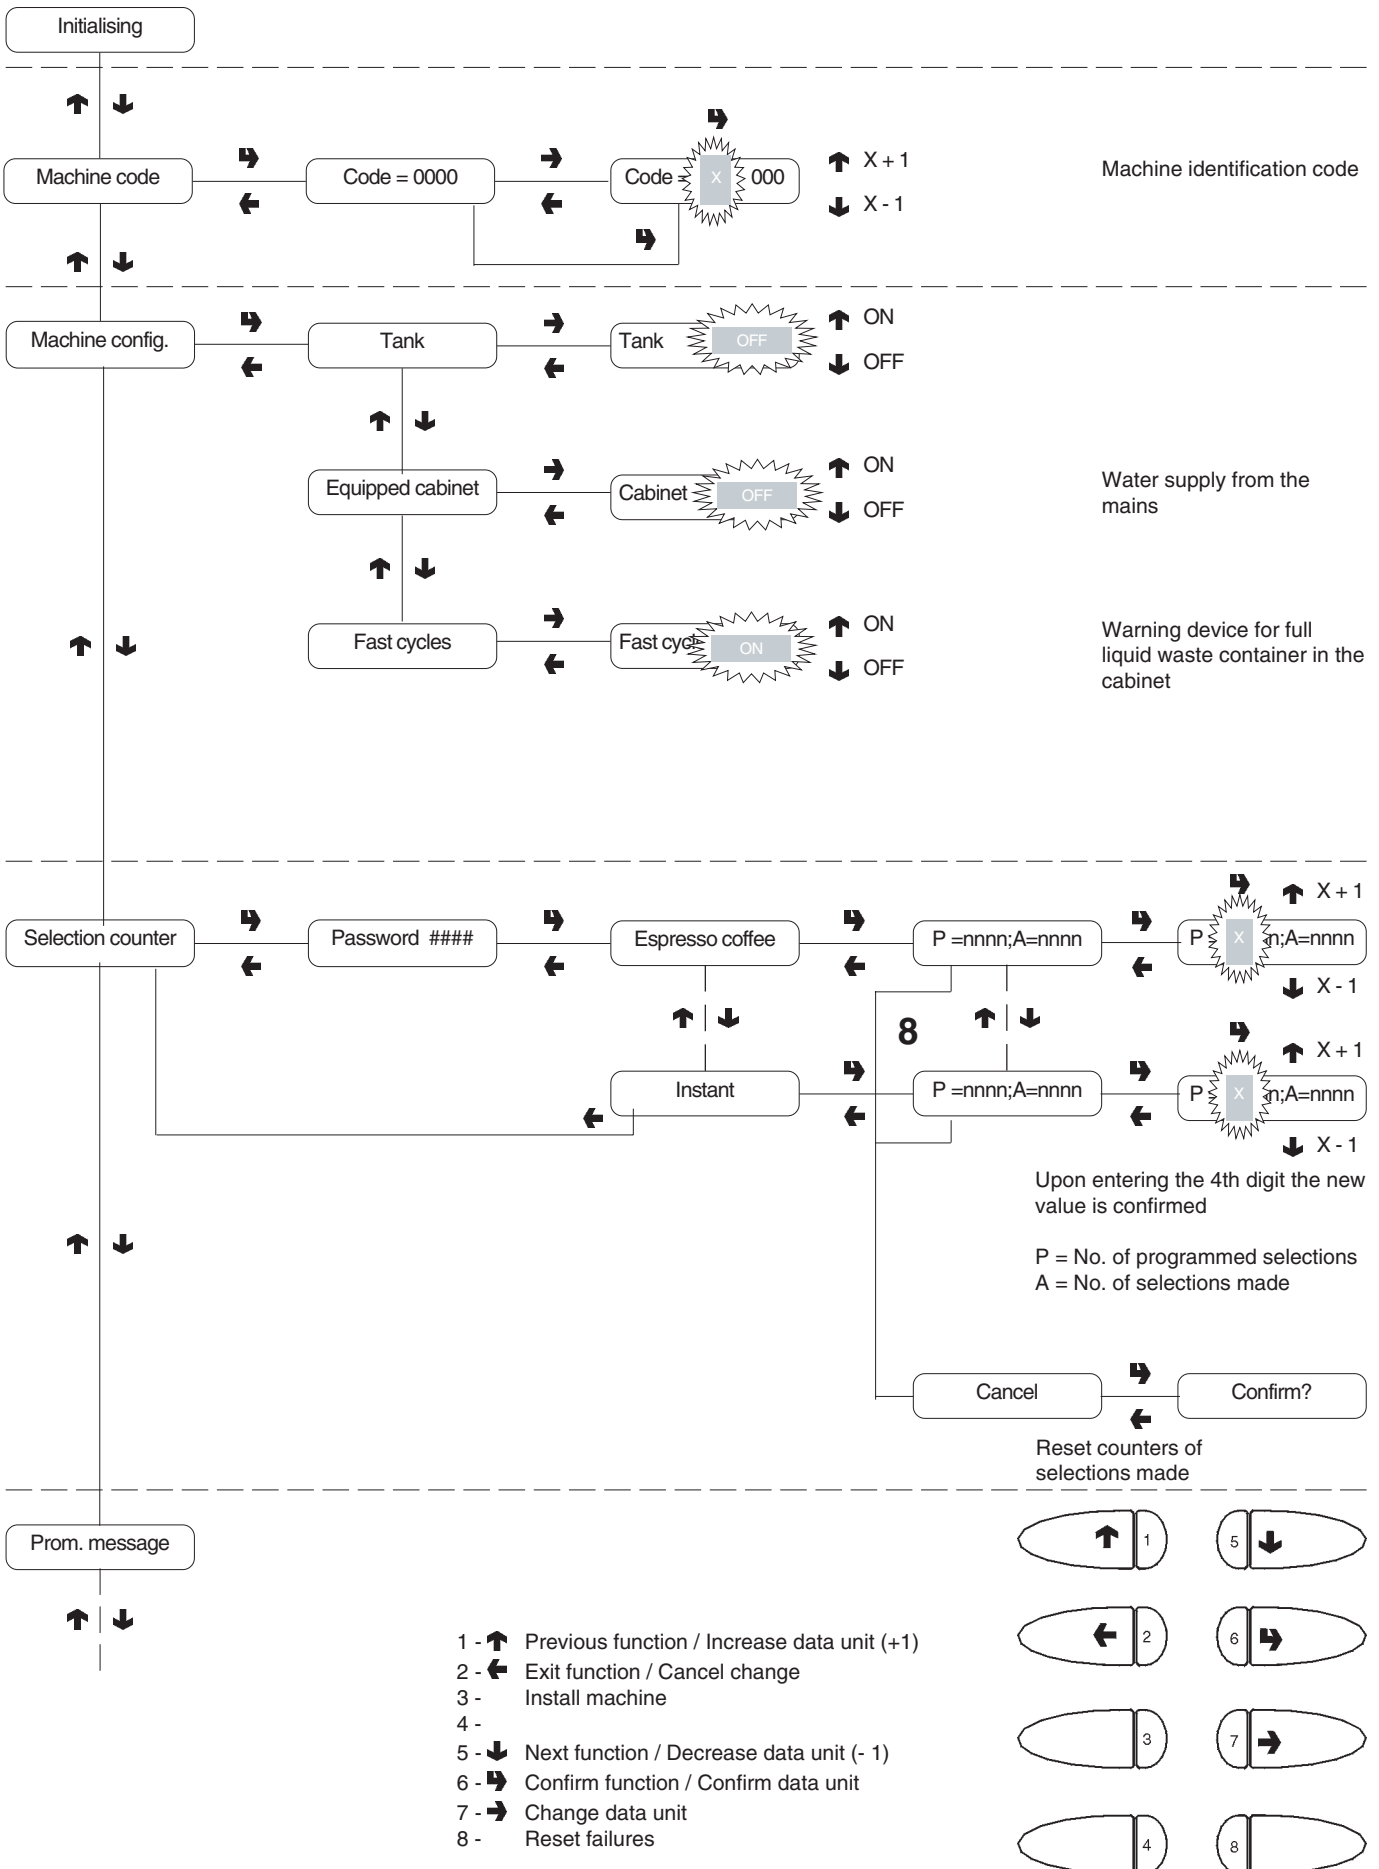 Initialising
Machine code
Code = 0000
Code = X 000
X + 1
X - 1
Machine identification code
Machine config.
Tank
Tank OFF
ON
OFF
Equipped cabinet
Cabinet OFF
ON
OFF
Water supply from the
mains
Fast cycles
Fast cycl ON
ON
OFF
Warning device for full
liquid waste container in the
cabinet
Selection counter
Password ####
Espresso coffee
P =nnnn;A=nnnn
P = X n;A=nnnn
X + 1
X - 1
8
Instant
P =nnnn;A=nnnn
P = X n;A=nnnn
X + 1
X - 1
Upon entering the 4th digit the new
value is confirmed
P = No. of programmed selections
A = No. of selections made
Cancel
Confirm?
Reset counters of
selections made
Prom. message
1 - ↑ Previous function / Increase data unit (+1)
2 - ← Exit function / Cancel change
3 - Install machine
4 -
5 - ↓ Next function / Decrease data unit (- 1)
6 - ↳ Confirm function / Confirm data unit
7 - → Change data unit
8 - Reset failures
1
5
2
6
3
7
4
8